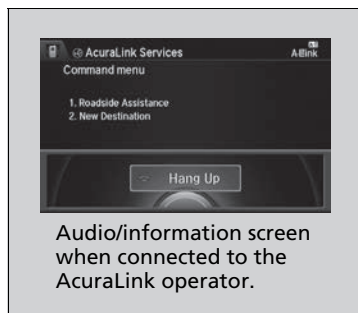 AcuraLink Services
A-Link
Command menu
1. Roadside Assistance
2. New Destination
Hang Up
Audio/information screen
when connected to the
AcuraLink operator.